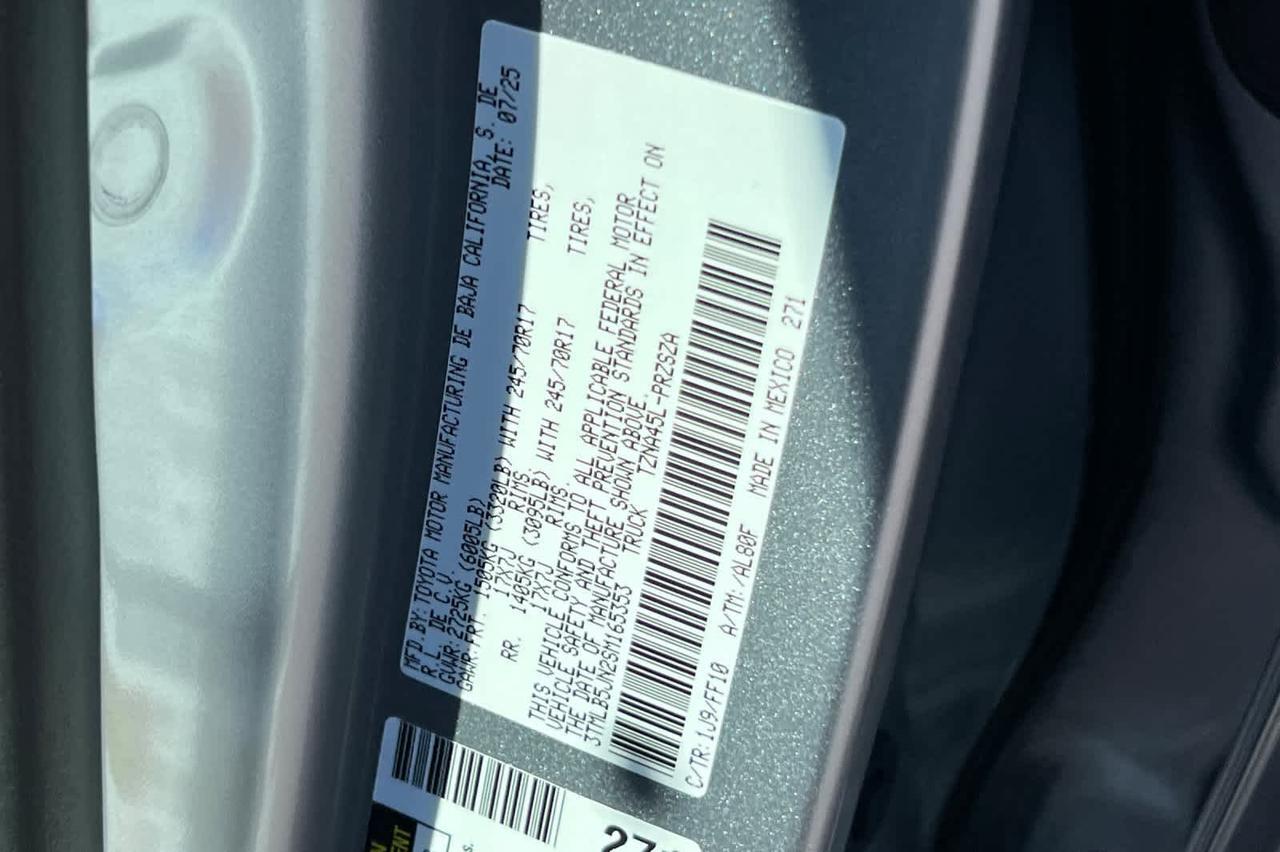 MFD.BY: TOYOTA MOTOR MANUFACTURING DE BAJA CALIFORNIA, S. DE
R.L. DE C.V. DATE: 07/25
GVWR: 2725KG (6005LB)
GAWR: FRT. 1505KG (3320LB) WITH 245/70R17 TIRES,
17X7J RIMS
RR. 1405KG (3095LB) WITH 245/70R17 TIRES,
17X7J RIMS
THIS VEHICLE CONFORMS TO ALL APPLICABLE FEDERAL MOTOR
VEHICLE SAFETY AND THEFT PREVENTION STANDARDS IN EFFECT ON
THE DATE OF MANUFACTURE SHOWN ABOVE.
3TMLB5JN2SM165353 TRUCK TZNA45L-PRZSZA
C/TR:1J9/FF10 A/TM:/AL80F MADE IN MEXICO 271